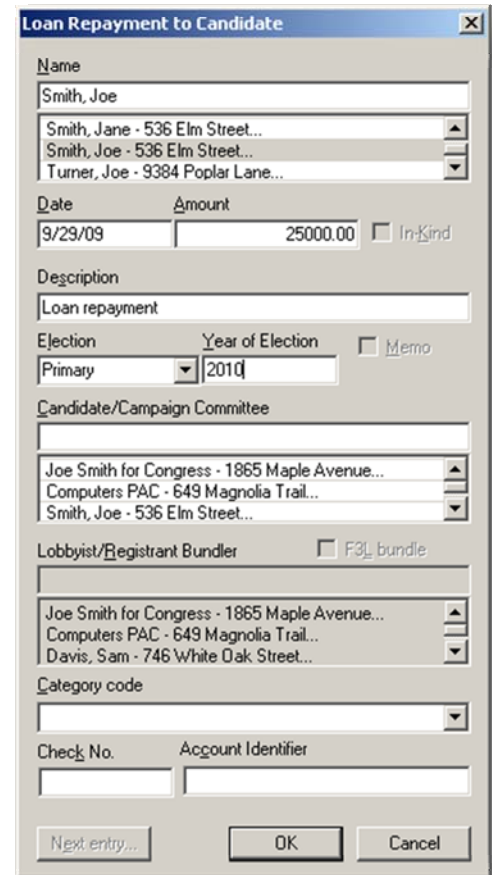 Loan Repayment to Candidate
Name
Smith, Joe
Smith, Jane - 536 Elm Street...
Smith, Joe - 536 Elm Street...
Turner, Joe - 9384 Poplar Lane...
Date Amount
9/29/09 25000.00 In-Kind
Description
Loan repayment
Election Year of Election Memo
Primary 2010
Candidate/Campaign Committee
Joe Smith for Congress - 1865 Maple Avenue...
Computers PAC - 649 Magnolia Trail...
Smith, Joe - 536 Elm Street...
Lobbyist/Registrant Bundler F3L bundle
Joe Smith for Congress - 1865 Maple Avenue...
Computers PAC - 649 Magnolia Trail...
Davis, Sam - 746 White Oak Street...
Category code
Check No. Account Identifier
Next entry... OK Cancel